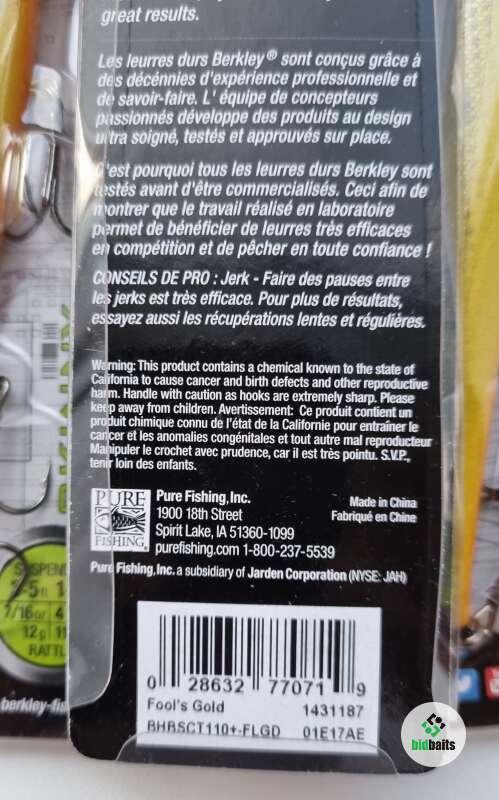 great results.
Les leurres durs Berkley® sont conçus grâce à
des décénnies d'expérience professionnelle et
de savoir-faire. L' équipe de concepteurs
passionnés développe des produits au design
ultra soigné, testés et approuvés sur place.
C'est pourquoi tous les leurres durs Berkley sont
testés avant d'être commercialisés. Ceci afin de
montrer que le travail réalisé en laboratoire
permet de bénéficier de leurres très efficaces
en compétition et de pêcher en toute confiance !
CONSEILS DE PRO : Jerk - Faire des pauses entre
les jerks est très efficace. Pour plus de résultats,
essayez aussi les récupérations lentes et régulières.
Warning: This product contains a chemical known to the state of
California to cause cancer and birth defects and other reproductive
harm. Handle with caution as hooks are extremely sharp. Please
keep away from children. Avertissement: Ce produit contient un
produit chimique connu de l'état de la Californie pour entraîner le
cancer et les anomalies congénitales et tout autre mal reproducteur
Manipuler le crochet avec prudence, car il est très pointu. S.V.P.,
tenir loin des enfants.
PURE
FISHING
Pure Fishing, Inc.
1900 18th Street
Spirit Lake, IA 51360-1099
purefishing.com 1-800-237-5539
Made in China
Fabriqué en Chine
Pure Fishing, Inc. a subsidiary of Jarden Corporation (NYSE: JAH)
0 28632 77071 9
Fool's Gold 1431187
BHBSCT110+-FLGD 01E17AE
7/16oz
12g
RATTL
berkley-fis
bidbaits